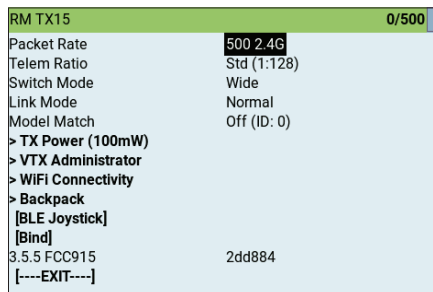 RM TX15 0/500
Packet Rate 500 2.4G
Telem Ratio Std (1:128)
Switch Mode Wide
Link Mode Normal
Model Match Off (ID: 0)
> TX Power (100mW)
> VTX Administrator
> WiFi Connectivity
> Backpack
[BLE Joystick]
[Bind]
3.5.5 FCC915 2dd884
[----EXIT----]